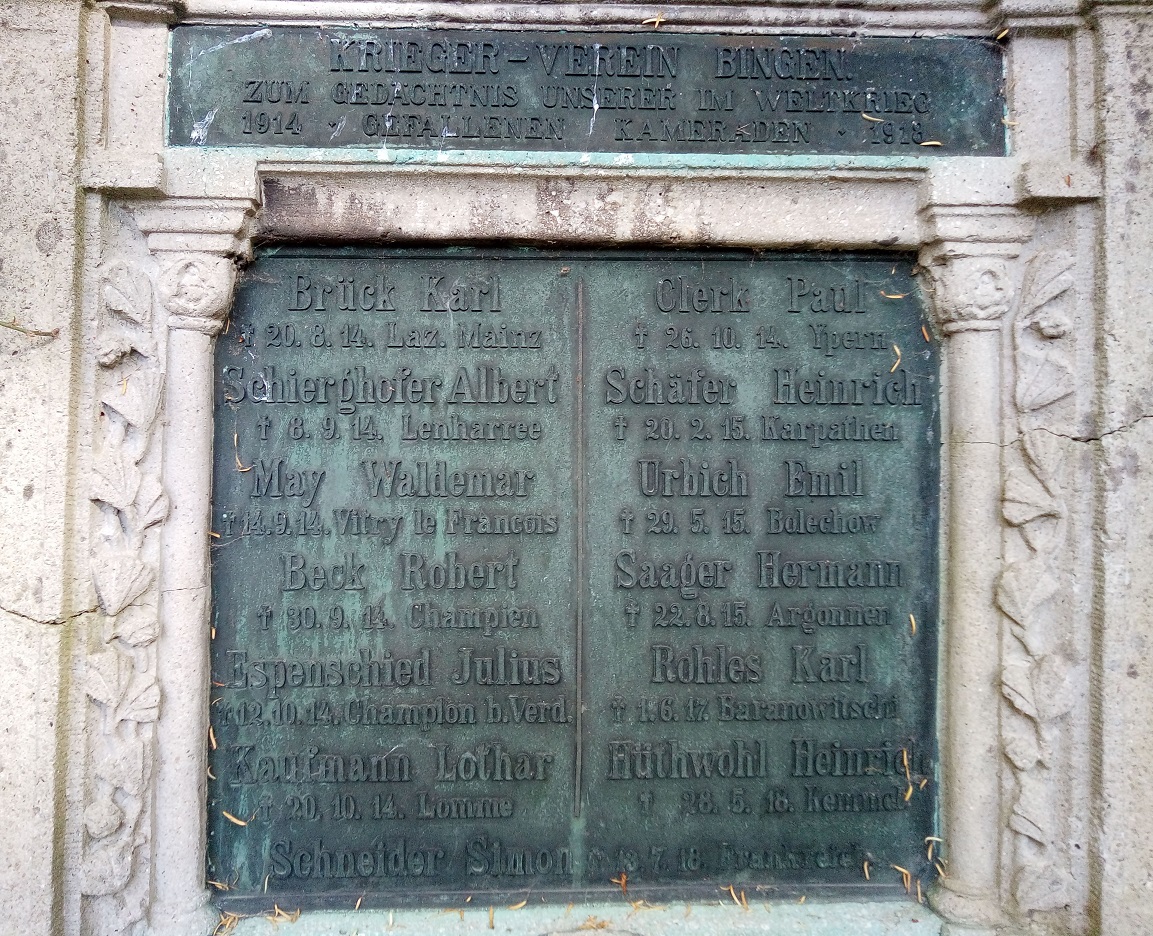 KRIEGER-VEREIN BINGEN.
ZUM GEDÄCHTNIS UNSERER IM WELTKRIEG
1914 · GEFALLENEN KAMERADEN · 1918
Brück Karl
† 20. 8. 14. Laz. Mainz
Schierghofer Albert
† 8. 9. 14. Lenharree
May Waldemar
† 14. 9. 14. Vitry le Francois
Beck Robert
† 30. 9. 14. Champien
Espenschied Julius
† 12. 10. 14. Champlon b. Verd.
Kaufmann Lothar
† 20. 10. 14. Lomme
Clerk Paul
† 26. 10. 14. Ypern
Schäfer Heinrich
† 20. 2. 15. Karpathen
Urbich Emil
† 29. 5. 15. Bolechow
Saager Hermann
† 22. 8. 15. Argonnen
Rohles Karl
† 1. 6. 17. Baranowitschi
Hüthwohl Heinrich
† 28. 5. 18. Kemmel
Schneider Simon † 18. 7. 18. Frankreich